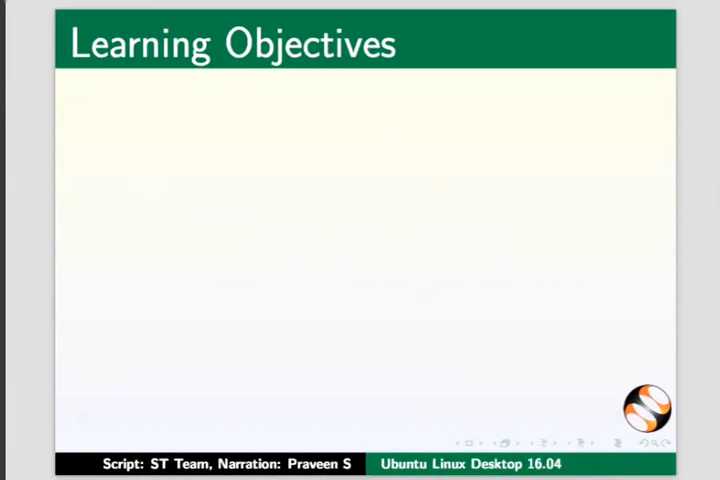 Learning Objectives
Script: ST Team, Narration: Praveen S
Ubuntu Linux Desktop 16.04